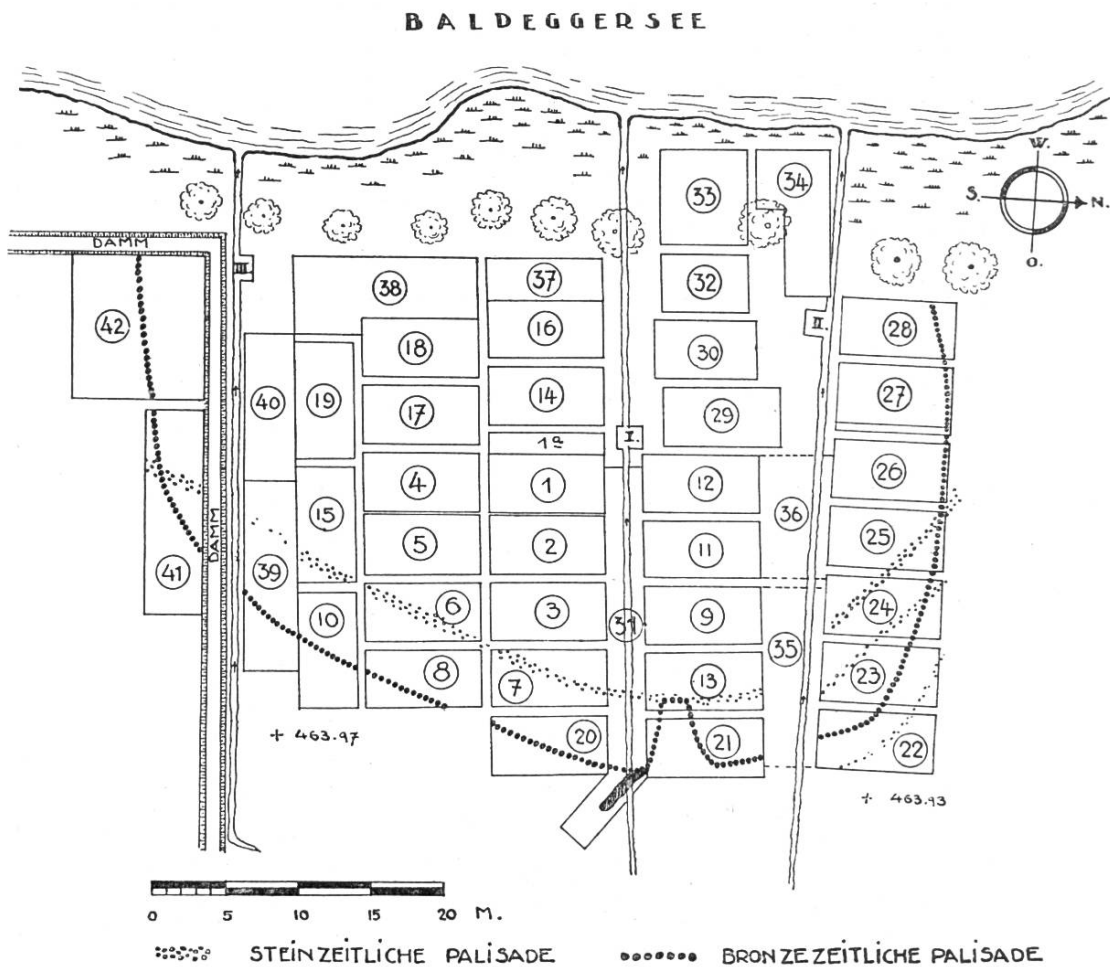 BALDEGGERSEE
W.
S. N.
O.
33 34
DAMM
III
38 37 32
42 16 II. 28
18 30
17 14 29 27
40 19
1a I.
4 1 12 26
15 36
5 2 11 25
41 DAMM 39
6 3 9 24
10 31 35
8 7 13 23
20 21 22
+ 463.97
+ 463.93
0 5 10 15 20 M.
STEINZEITLICHE PALISADE BRONZEZEITLICHE PALISADE